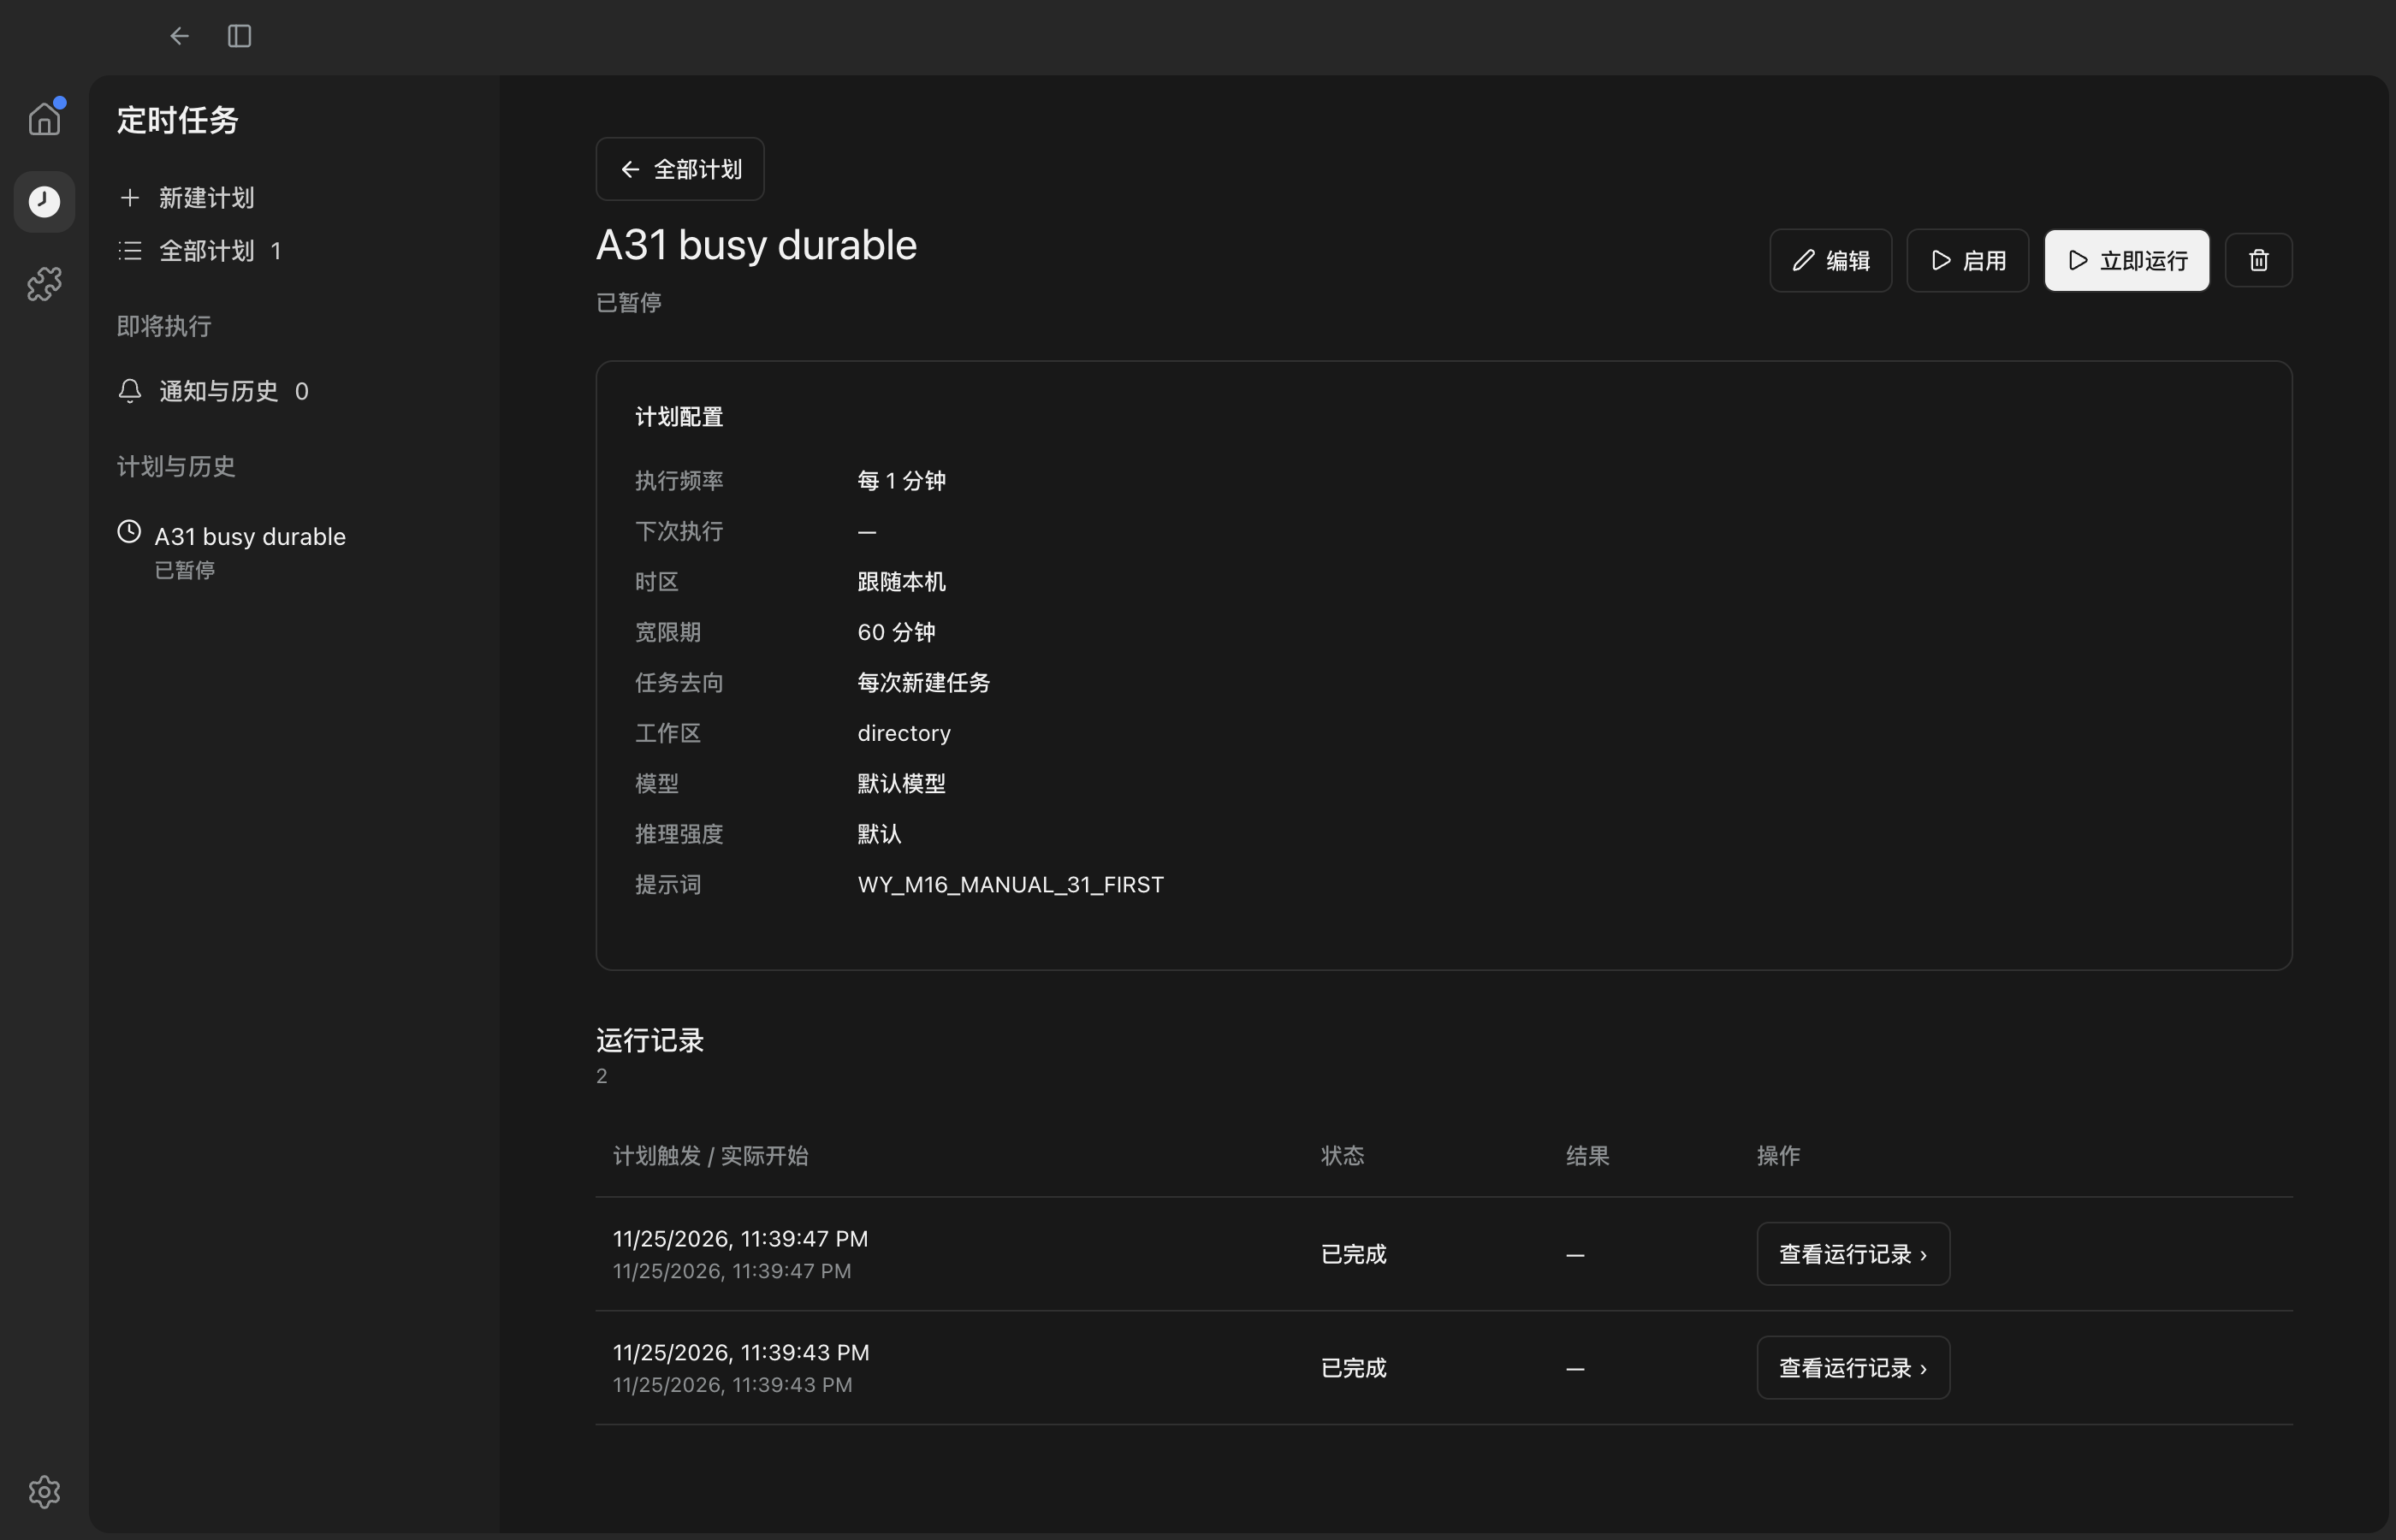 定时任务
新建计划
全部计划 1
即将执行
通知与历史 0
计划与历史
A31 busy durable
已暂停
全部计划
A31 busy durable
已暂停
编辑
启用
立即运行
计划配置
执行频率 每 1 分钟
下次执行 —
时区 跟随本机
宽限期 60 分钟
任务去向 每次新建任务
工作区 directory
模型 默认模型
推理强度 默认
提示词 WY_M16_MANUAL_31_FIRST
运行记录
2
计划触发 / 实际开始 状态 结果 操作
11/25/2026, 11:39:47 PM
11/25/2026, 11:39:47 PM
已完成 — 查看运行记录 ›
11/25/2026, 11:39:43 PM
11/25/2026, 11:39:43 PM
已完成 — 查看运行记录 ›